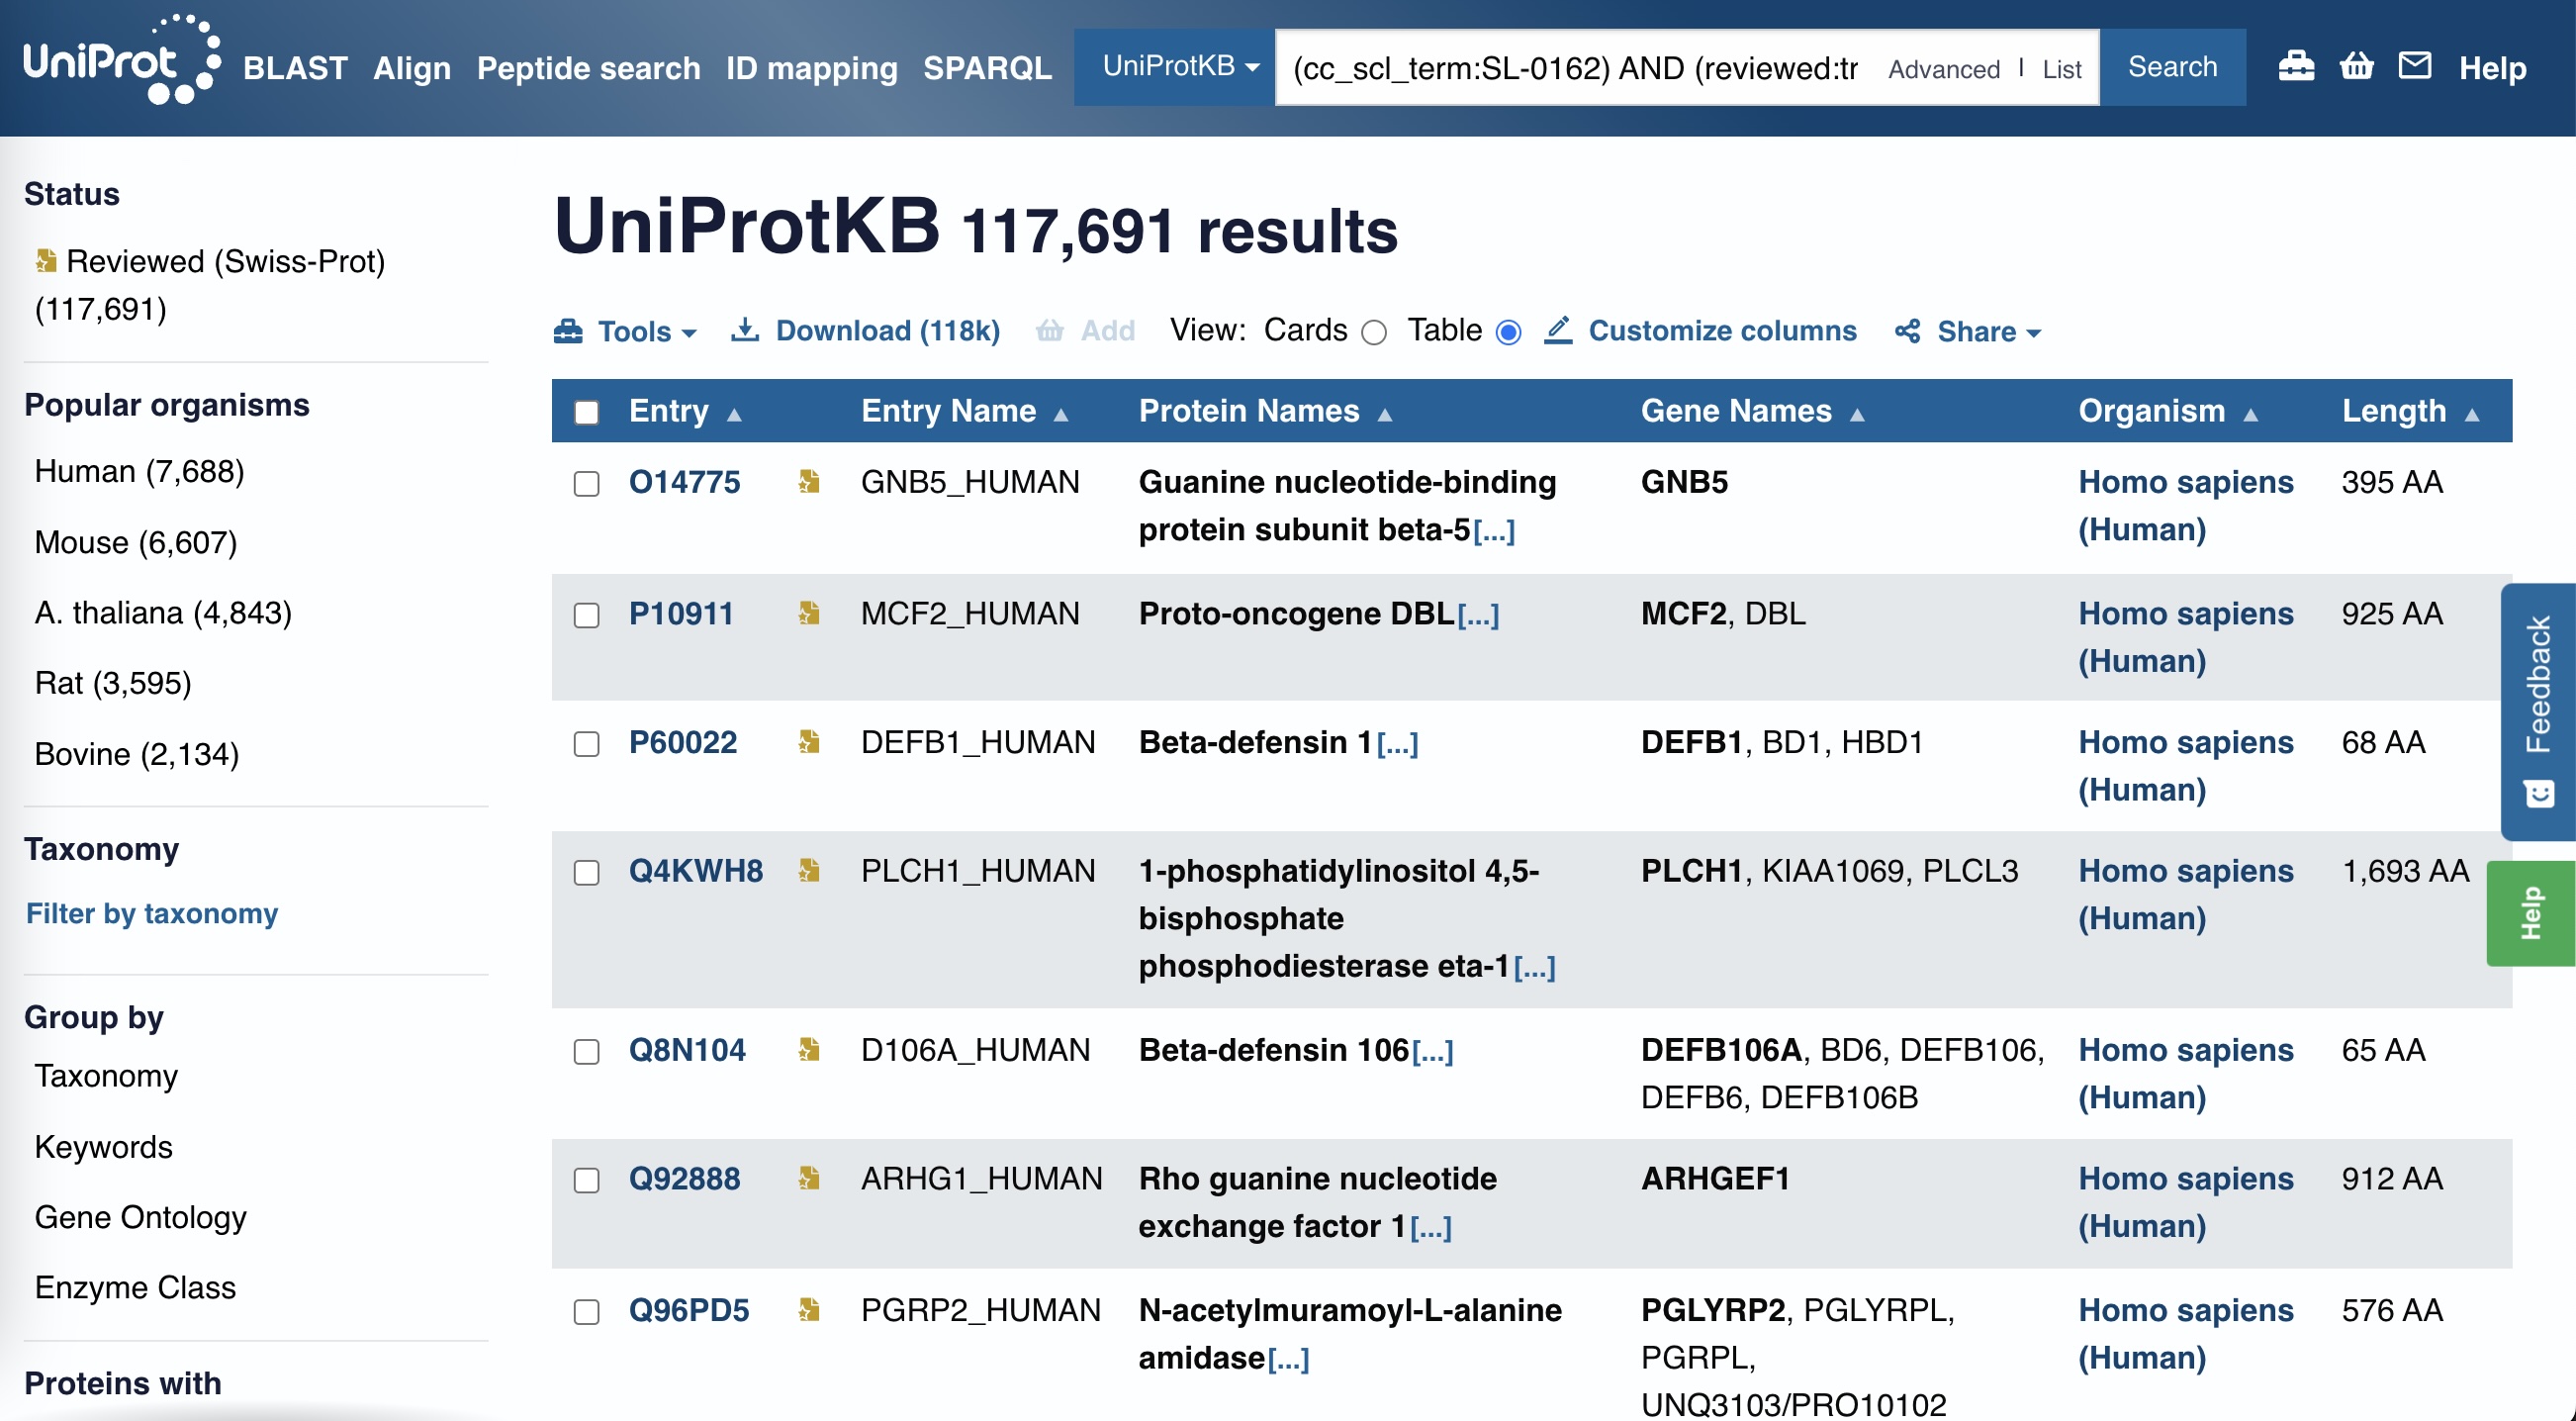 UniProt BLAST Align Peptide search ID mapping SPARQL UniProtKB (cc_scl_term:SL-0162) AND (reviewed:tr Advanced | List Search Help
Status
Reviewed (Swiss-Prot)
(117,691)
Popular organisms
Human (7,688)
Mouse (6,607)
A. thaliana (4,843)
Rat (3,595)
Bovine (2,134)
Taxonomy
Filter by taxonomy
Group by
Taxonomy
Keywords
Gene Ontology
Enzyme Class
Proteins with
UniProtKB 117,691 results
Tools Download (118k) Add View: Cards Table Customize columns Share
Entry Entry Name Protein Names Gene Names Organism Length
O14775 GNB5_HUMAN Guanine nucleotide-binding GNB5 Homo sapiens 395 AA
protein subunit beta-5[...] (Human)
P10911 MCF2_HUMAN Proto-oncogene DBL[...] MCF2, DBL Homo sapiens 925 AA
(Human)
P60022 DEFB1_HUMAN Beta-defensin 1[...] DEFB1, BD1, HBD1 Homo sapiens 68 AA
(Human)
Q4KWH8 PLCH1_HUMAN 1-phosphatidylinositol 4,5- PLCH1, KIAA1069, PLCL3 Homo sapiens 1,693 AA
bisphosphate (Human)
phosphodiesterase eta-1[...]
Q8N104 D106A_HUMAN Beta-defensin 106[...] DEFB106A, BD6, DEFB106, Homo sapiens 65 AA
DEFB6, DEFB106B (Human)
Q92888 ARHG1_HUMAN Rho guanine nucleotide ARHGEF1 Homo sapiens 912 AA
exchange factor 1[...] (Human)
Q96PD5 PGRP2_HUMAN N-acetylmuramoyl-L-alanine PGLYRP2, PGLYRPL, Homo sapiens 576 AA
amidase[...] PGRPL, (Human)
UNQ3103/PRO10102
Feedback
Help